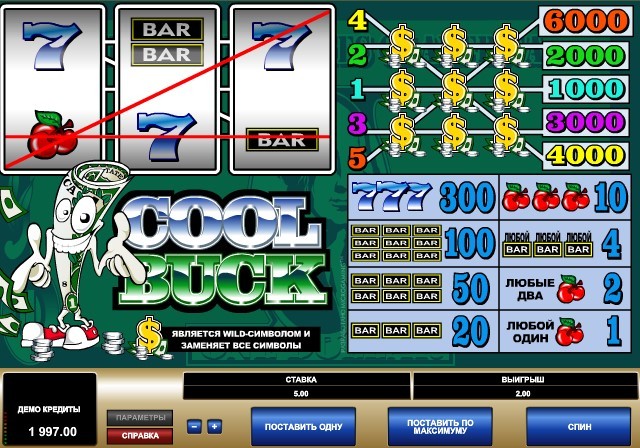 7
BAR
BAR
7
7
BAR
4
2
1
3
5
$ $ $
$ $ $
$ $ $
6000
2000
1000
3000
4000
COOL
BUCK
$ ЯВЛЯЕТСЯ WILD-СИМВОЛОМ И
ЗАМЕНЯЕТ ВСЕ СИМВОЛЫ
777 300
BAR BAR BAR
BAR BAR BAR
BAR BAR BAR
100
BAR BAR BAR
BAR BAR BAR
50
BAR BAR BAR 20
10
ЛЮБОЙ ЛЮБОЙ ЛЮБОЙ
BAR BAR BAR
4
ЛЮБЫЕ
ДВА
2
ЛЮБОЙ
ОДИН
1
ДЕМО КРЕДИТЫ
1 997.00
ПАРАМЕТРЫ
СПРАВКА
СТАВКА
5.00
ВЫИГРЫШ
2.00
- +
ПОСТАВИТЬ ОДНУ
ПОСТАВИТЬ ПО
МАКСИМУМУ
СПИН